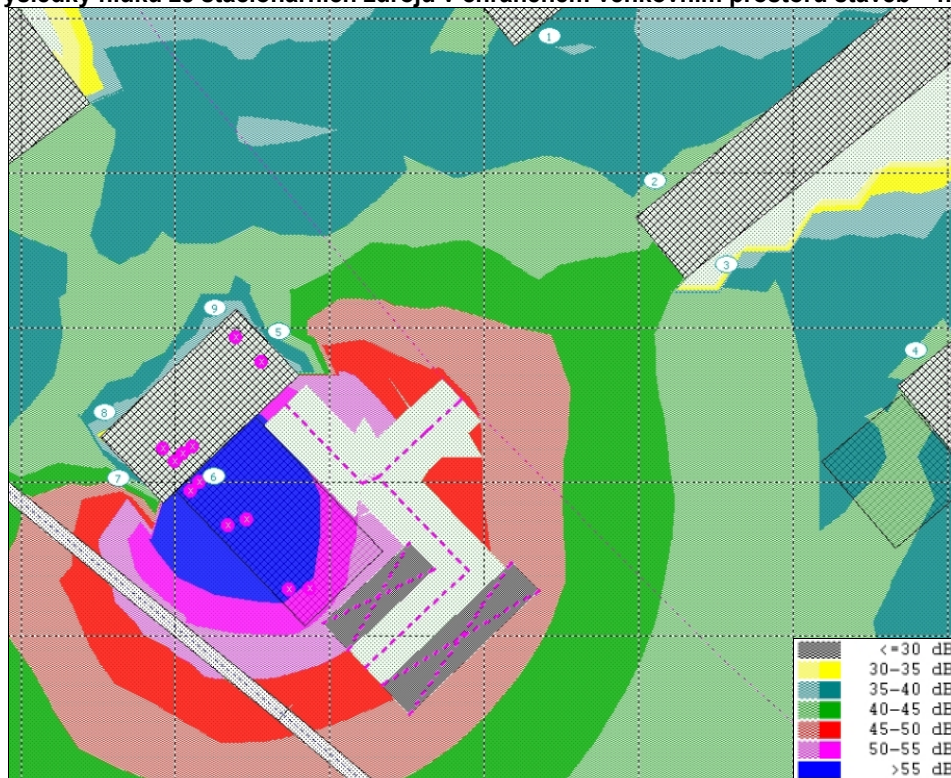 ysledky hluku ze stacionárních zdrojů v chráněném venkovním prostoru staveb –
1
2
3
4
9
5
8
7
6
<=30 dB
30-35 dB
35-40 dB
40-45 dB
45-50 dB
50-55 dB
>55 dB